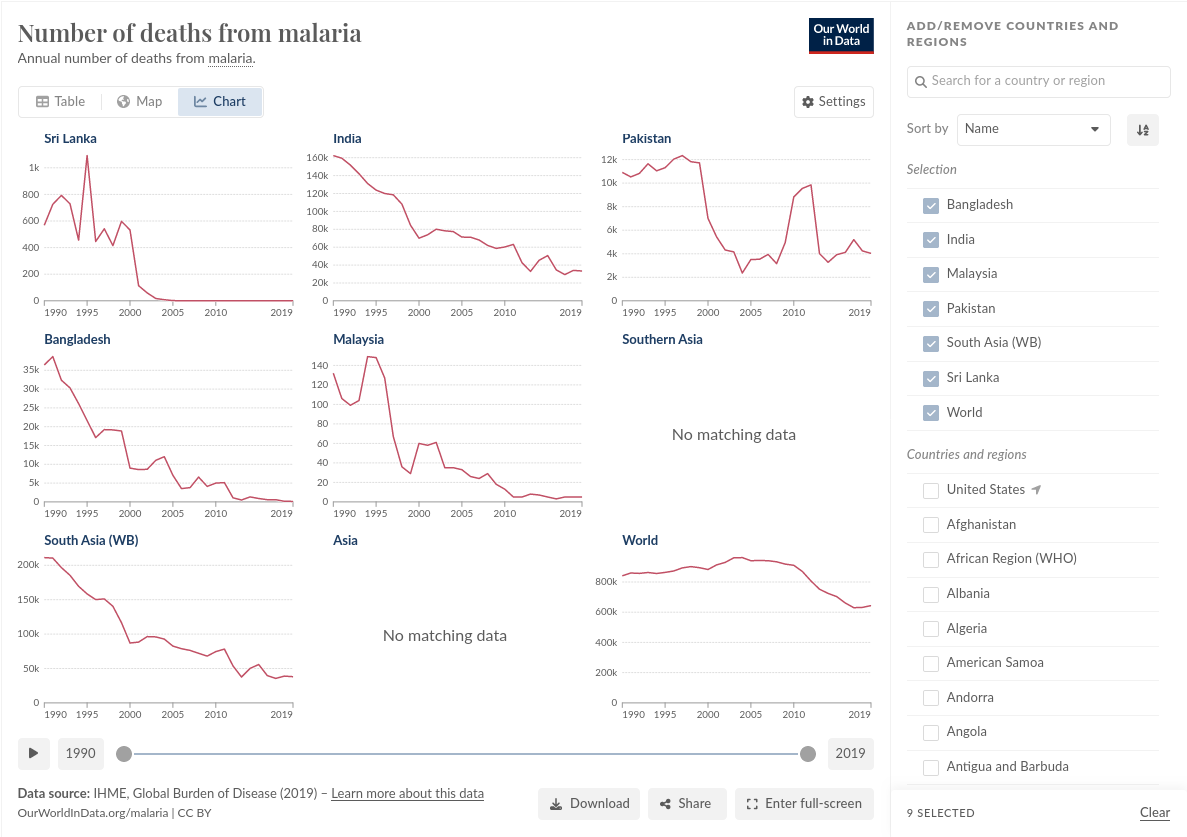 Number of deaths from malaria
Annual number of deaths from malaria.
Our World
in Data
Table
Map
Chart
Settings
Sri Lanka
1k
800
600
400
200
0
1990 1995 2000 2005 2010 2019
India
160k
140k
120k
100k
80k
60k
40k
20k
0
1990 1995 2000 2005 2010 2019
Pakistan
12k
10k
8k
6k
4k
2k
0
1990 1995 2000 2005 2010 2019
Bangladesh
35k
30k
25k
20k
15k
10k
5k
0
1990 1995 2000 2005 2010 2019
Malaysia
140
120
100
80
60
40
20
0
1990 1995 2000 2005 2010 2019
Southern Asia
No matching data
South Asia (WB)
200k
150k
100k
50k
0
1990 1995 2000 2005 2010 2019
Asia
No matching data
World
800k
600k
400k
200k
0
1990 1995 2000 2005 2010 2019
1990
2019
Data source: IHME, Global Burden of Disease (2019) – Learn more about this data
OurWorldInData.org/malaria | CC BY
Download
Share
Enter full-screen
ADD/REMOVE COUNTRIES AND
REGIONS
Search for a country or region
Sort by Name
Selection
Bangladesh
India
Malaysia
Pakistan
South Asia (WB)
Sri Lanka
World
Countries and regions
United States
Afghanistan
African Region (WHO)
Albania
Algeria
American Samoa
Andorra
Angola
Antigua and Barbuda
9 SELECTED
Clear